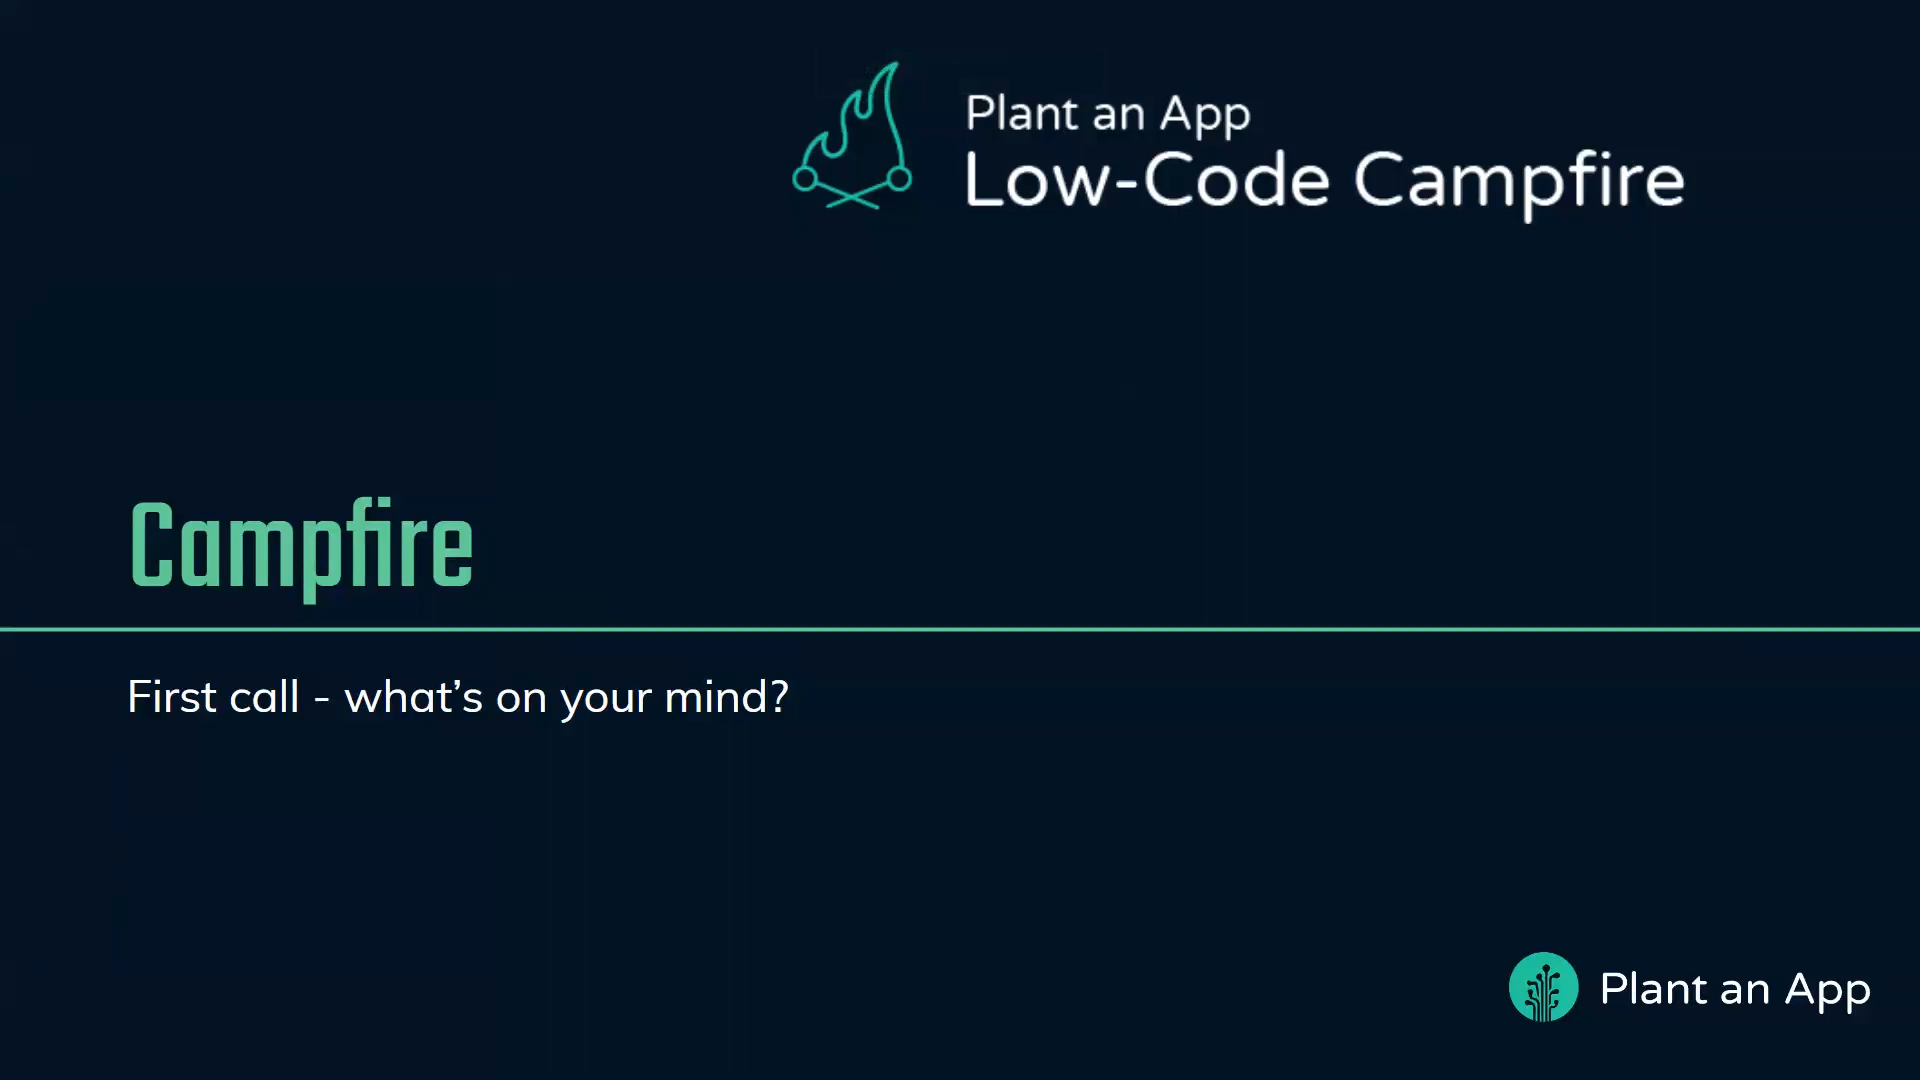 Plant an App
Low-Code Campfire
Campfire
First call - what’s on your mind?
Plant an App